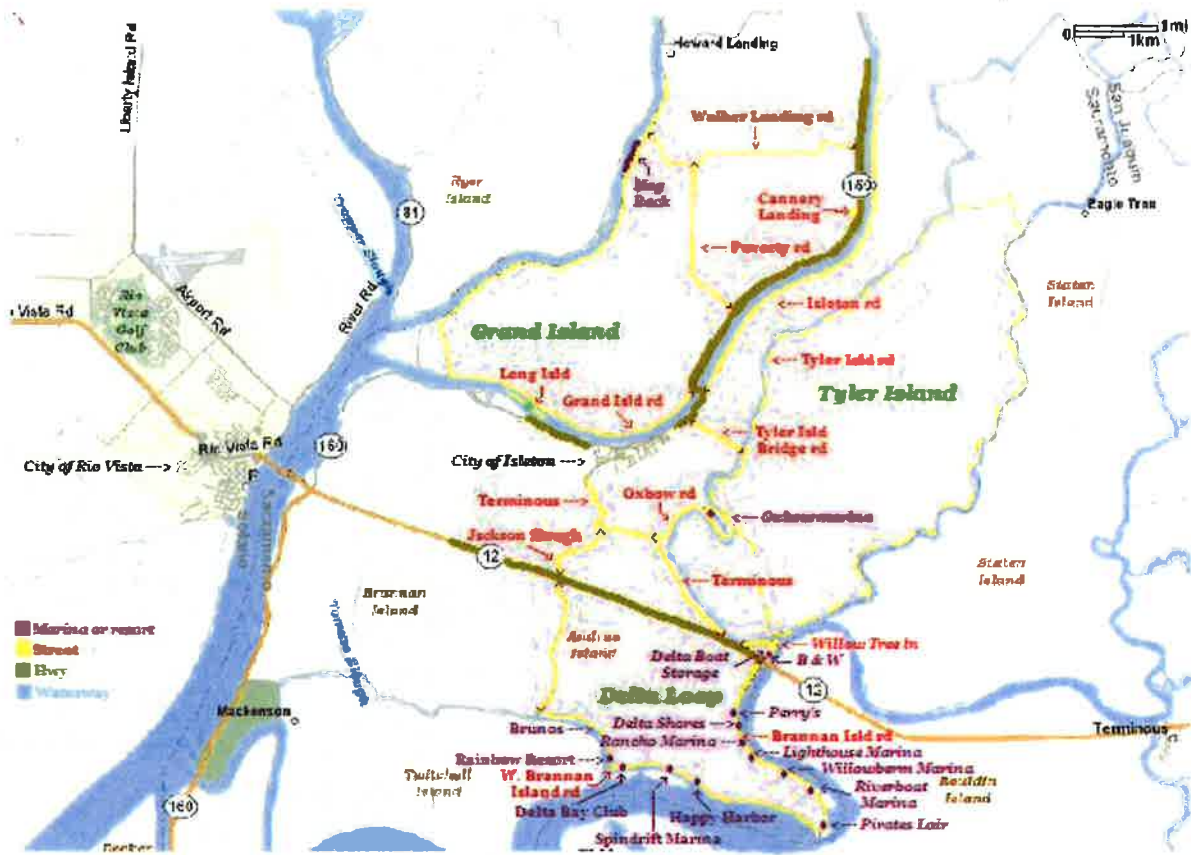 Liberty Island Rd
Howard Landing
0
1mi
1km
San Joaquin
Sacramento
Walker Landing rd
Ryer
Island
Cannery
Landing
160
Eagle Tree
84
River Rd
Poverty rd
Staten
Island
Rio
Vista
Golf
Club
Airport Rd
Vista Rd
Isleton rd
Grand Island
Tyler Isld rd
Long Isld
Grand Isld rd
Tyler Island
Tyler Isld
Bridge rd
Rio Vista Rd
160
City of Rio Vista --->
City of Isleton --->
Terminous
Oxbow rd
Oxbow marina
Jackson Slough
12
Terminous
Staten
Island
Brannan
Island
Marina or resort
Street
Hwy
Waterway
Willow Tree ln
Delta Boat
Storage
B & W
12
Delta Loop
Mackenson
Perry's
Delta Shores
Brunos
Rancho Marina
Brannan Isld rd
Terminous
Lighthouse Marina
Rainbow Resort
Willowberm Marina
Twitchell
Island
W. Brannan
Island rd
Riverboat
Marina
Bouldin
Island
Delta Bay Club
Happy Harbor
160
Spindrift Marina
Pirates Lair